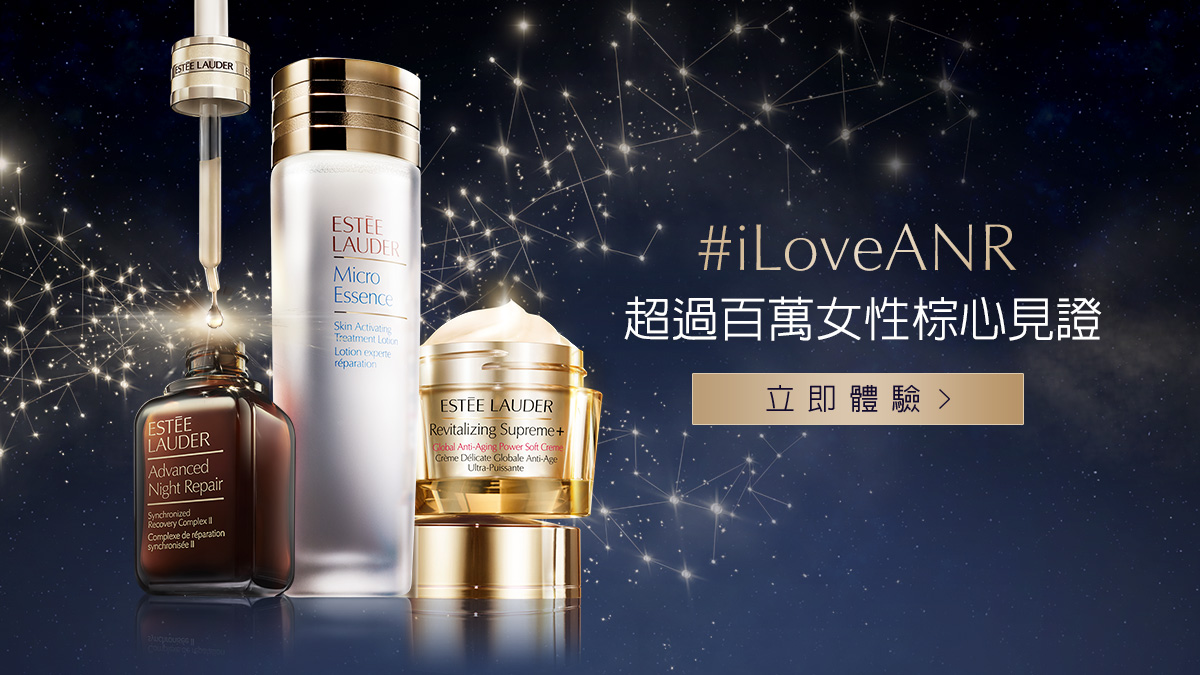 ESTĒE LAUDER
ESTĒE
LAUDER
Micro
Essence
Skin Activating
Treatment Lotion
Lotion experte
réparation
ESTĒE
LAUDER
Advanced
Night Repair
Synchronized
Recovery Complex II
Complexe de réparation
synchronisée II
ESTĒE LAUDER
Revitalizing Supreme+
Global Anti-Aging Power Soft Creme
Crème Délicate Globale Anti-Age
Ultra-Puissante
#iLoveANR
超過百萬女性棕心見證
立即體驗 >